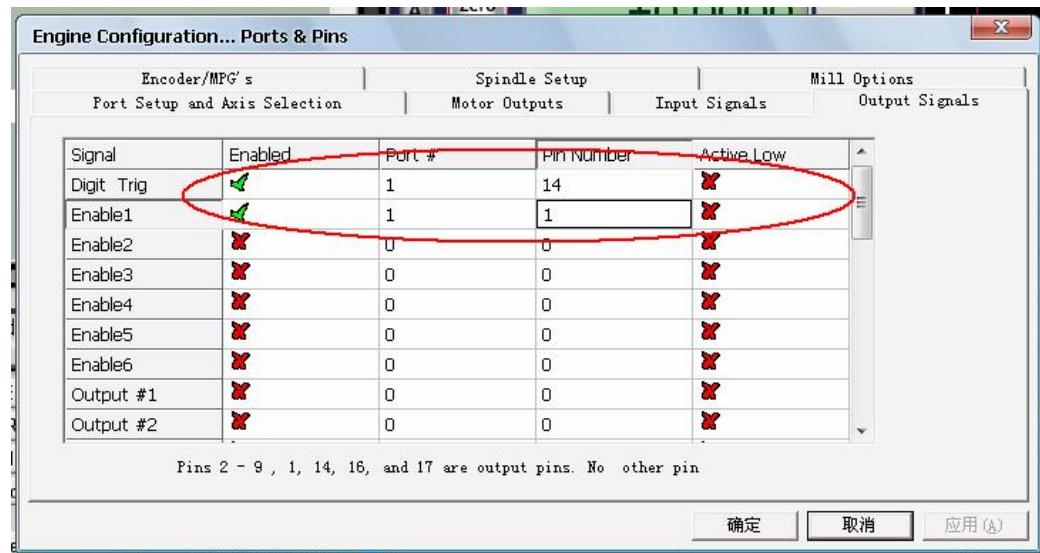 Zero
Engine Configuration... Ports & Pins
Encoder/MPG's Spindle Setup Mill Options
Port Setup and Axis Selection Motor Outputs Input Signals Output Signals
Signal Enabled Port # Pin Number Active Low
Digit Trig 1 14
Enable1 1 1
Enable2 0 0
Enable3 0 0
Enable4 0 0
Enable5 0 0
Enable6 0 0
Output #1 0 0
Output #2 0 0
Pins 2 - 9 , 1, 14, 16, and 17 are output pins. No other pin
确定 取消 应用(A)